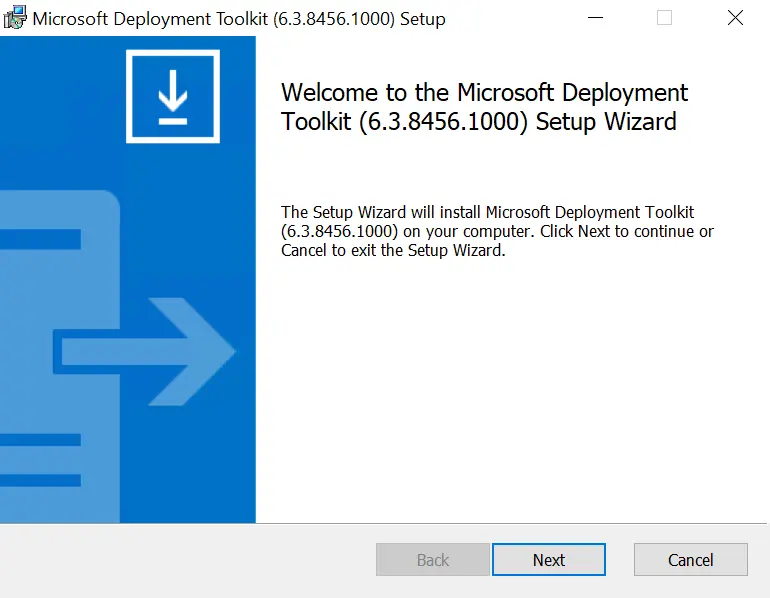 Microsoft Deployment Toolkit (6.3.8456.1000) Setup
Welcome to the Microsoft Deployment
Toolkit (6.3.8456.1000) Setup Wizard
The Setup Wizard will install Microsoft Deployment Toolkit
(6.3.8456.1000) on your computer. Click Next to continue or
Cancel to exit the Setup Wizard.
Back
Next
Cancel